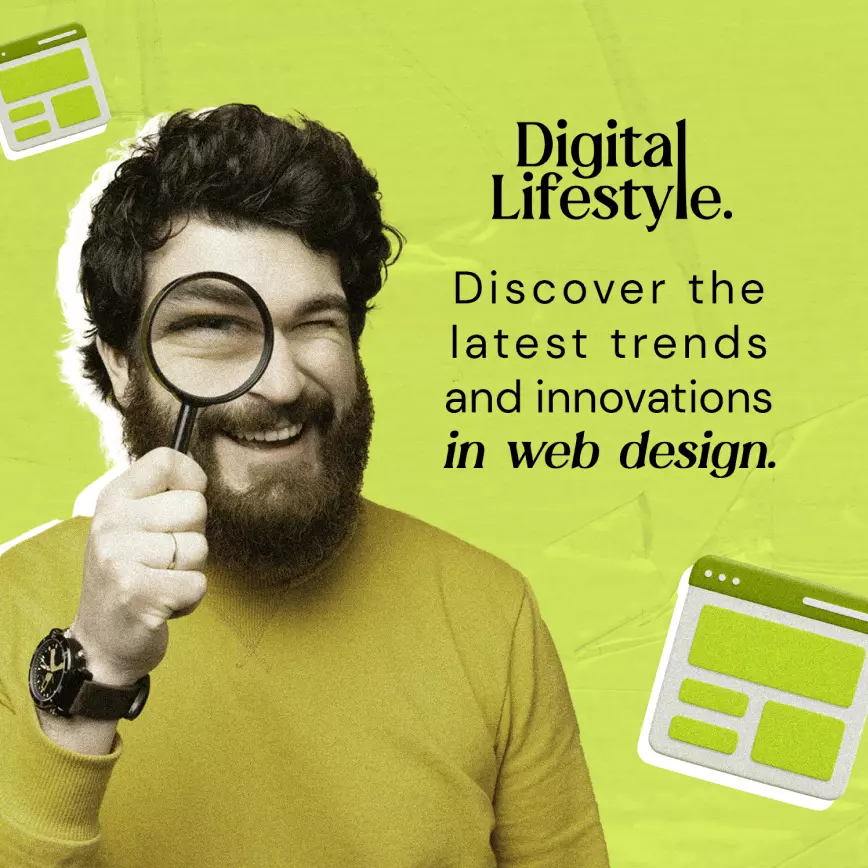 Digital
Lifestyle.
Discover the
latest trends
and innovations
in web design.